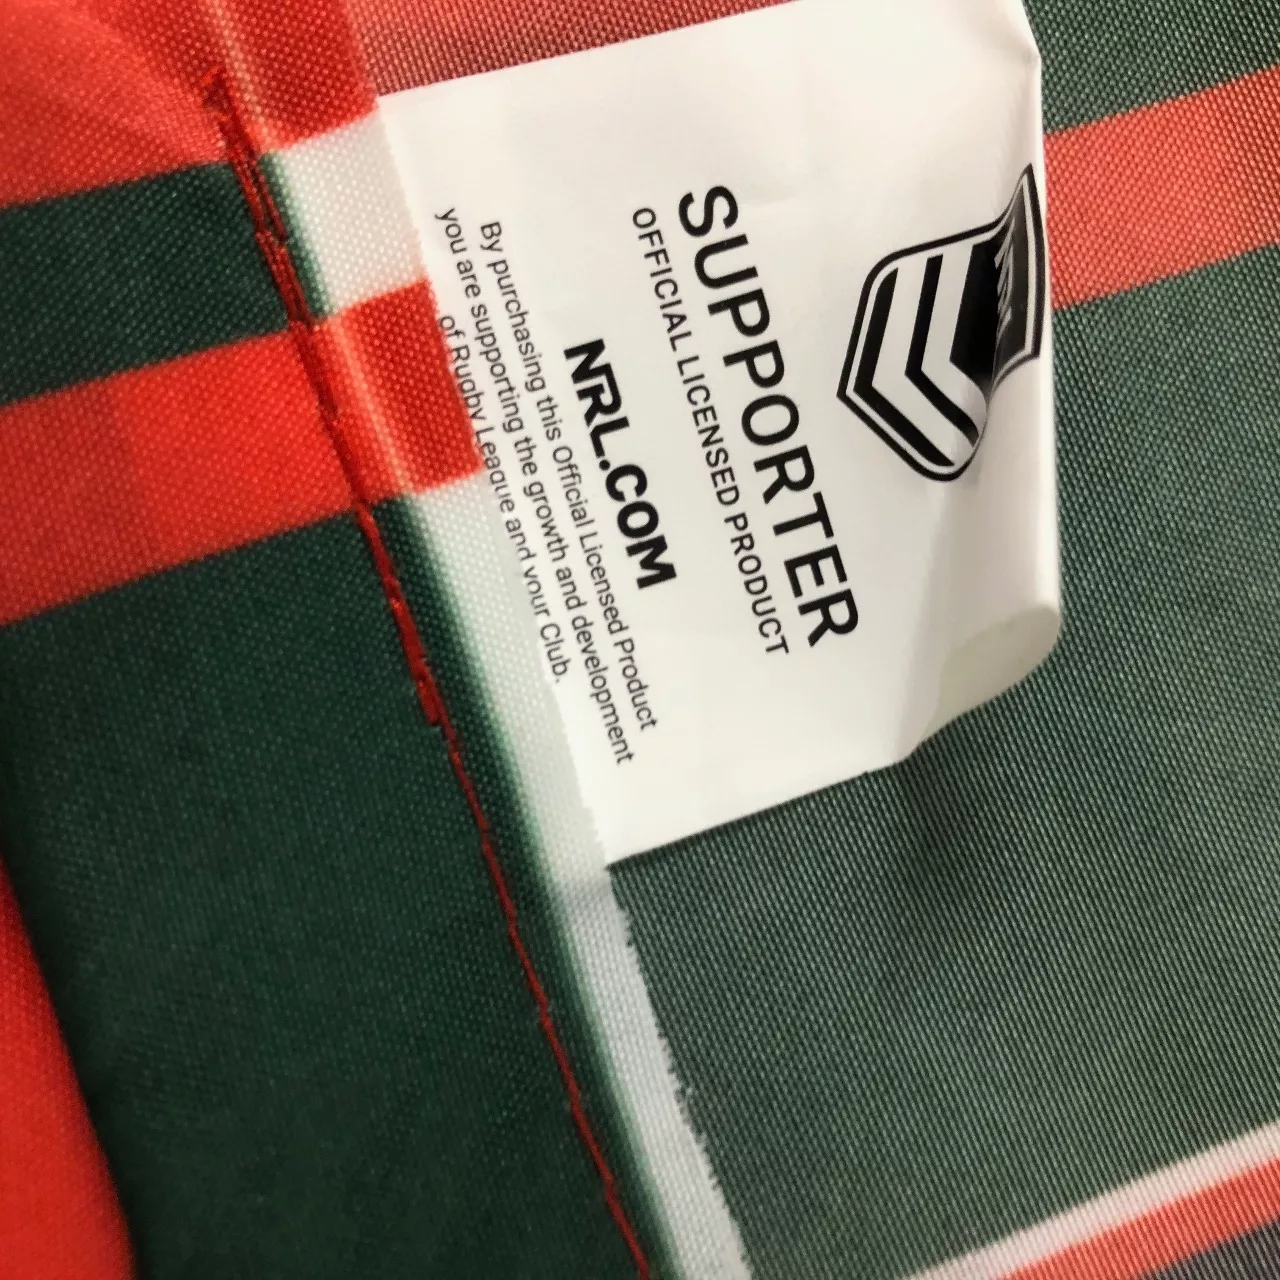 NRL
SUPPORTER
OFFICIAL LICENSED PRODUCT
NRL.COM
By purchasing this Official Licensed Product
you are supporting the growth and development
of Rugby League and your Club.